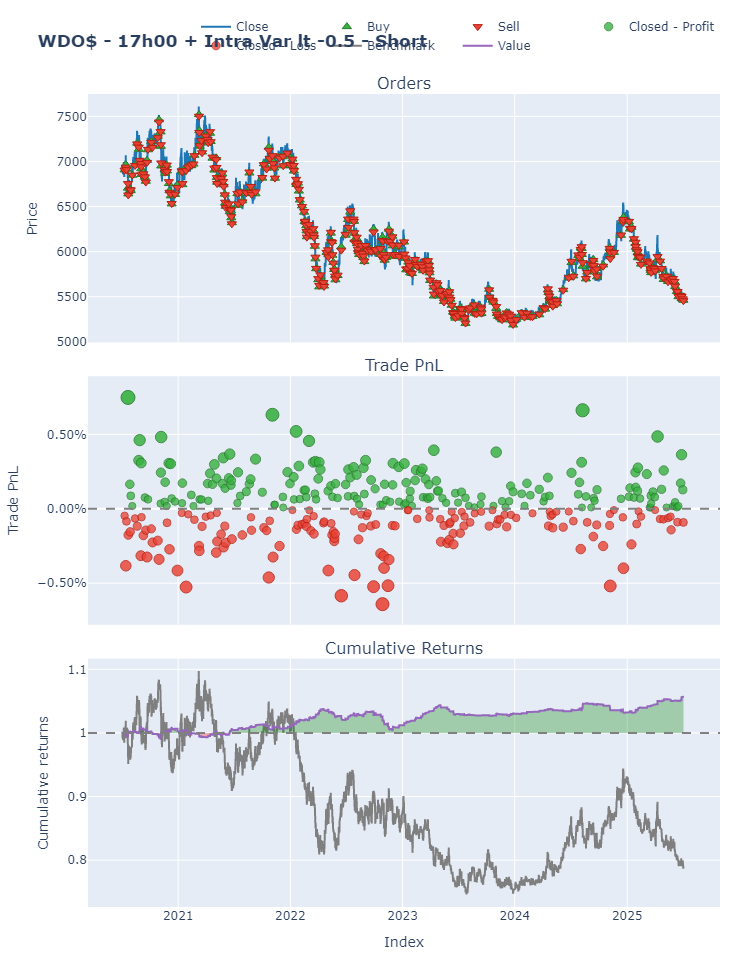 Close Buy Sell Closed - Profit
WDO$ - 17h00 + Intra Var lt -0.5 - Short
Closed - Loss Benchmark Value
Orders
7500
7000
6500
6000
5500
5000
Price
Trade PnL
0.50%
0.00%
−0.50%
Trade PnL
Cumulative Returns
1.1
1
0.9
0.8
Cumulative returns
2021 2022 2023 2024 2025
Index